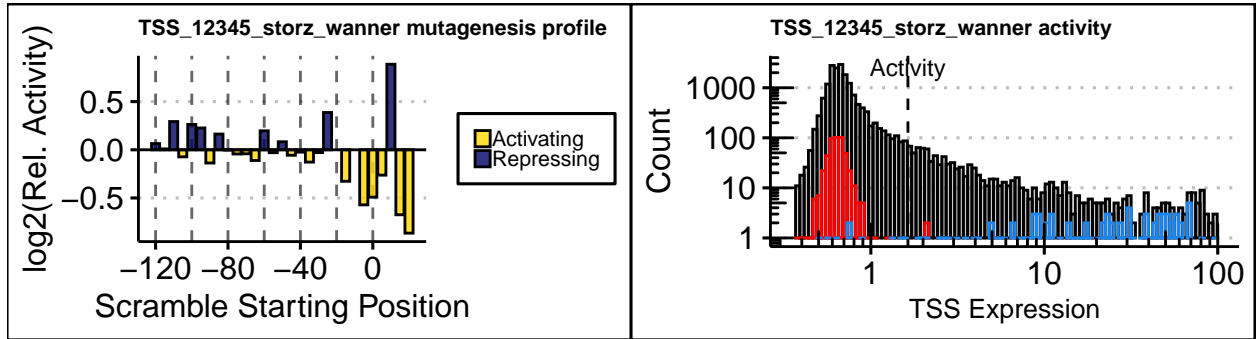 TSS_12345_storz_wanner mutagenesis profile
log2(Rel. Activity)
0.5
0.0
−0.5
−120
−80
−40
0
Scramble Starting Position
Activating
Repressing
TSS_12345_storz_wanner activity
Activity
Count
1000
100
10
1
1
10
100
TSS Expression